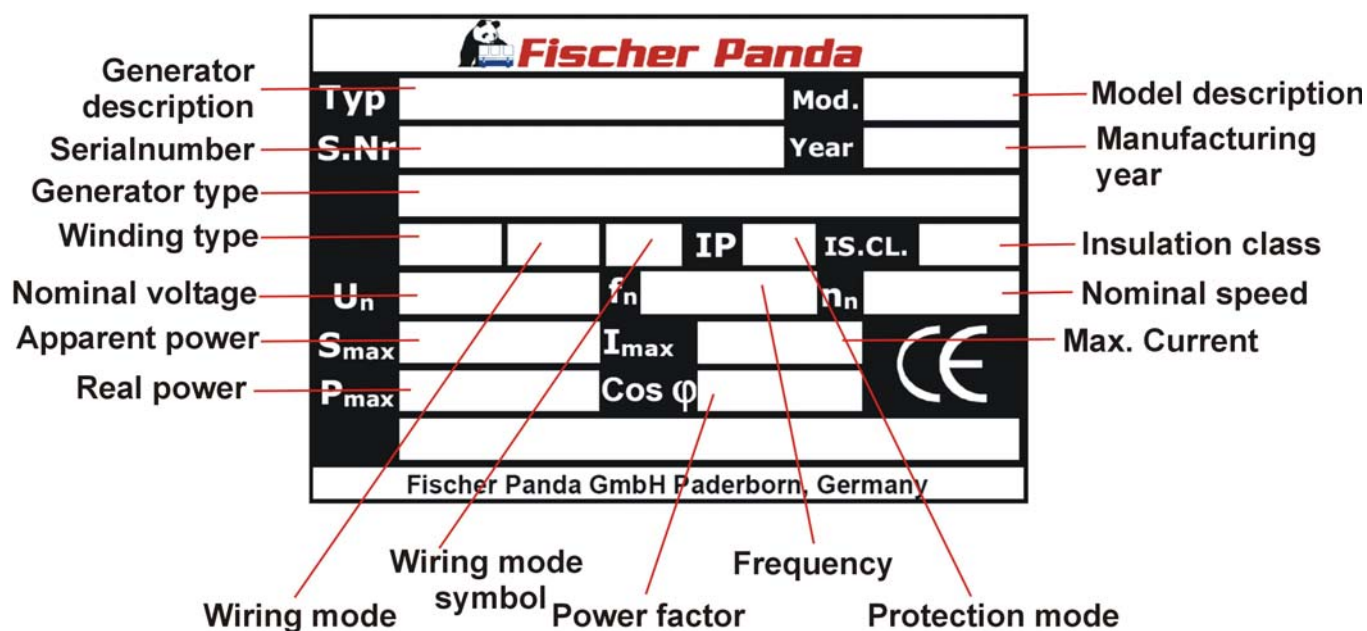 Fischer Panda
Generator description
Typ
Mod.
Model description
Serialnumber
S.Nr
Year
Manufacturing year
Generator type
Winding type
IP
IS.CL.
Insulation class
Nominal voltage
Un
fn
nn
Nominal speed
Apparent power
Smax
Imax
CE
Max. Current
Real power
Pmax
Cos φ
Fischer Panda GmbH Paderborn, Germany
Wiring mode
Wiring mode symbol
Power factor
Frequency
Protection mode